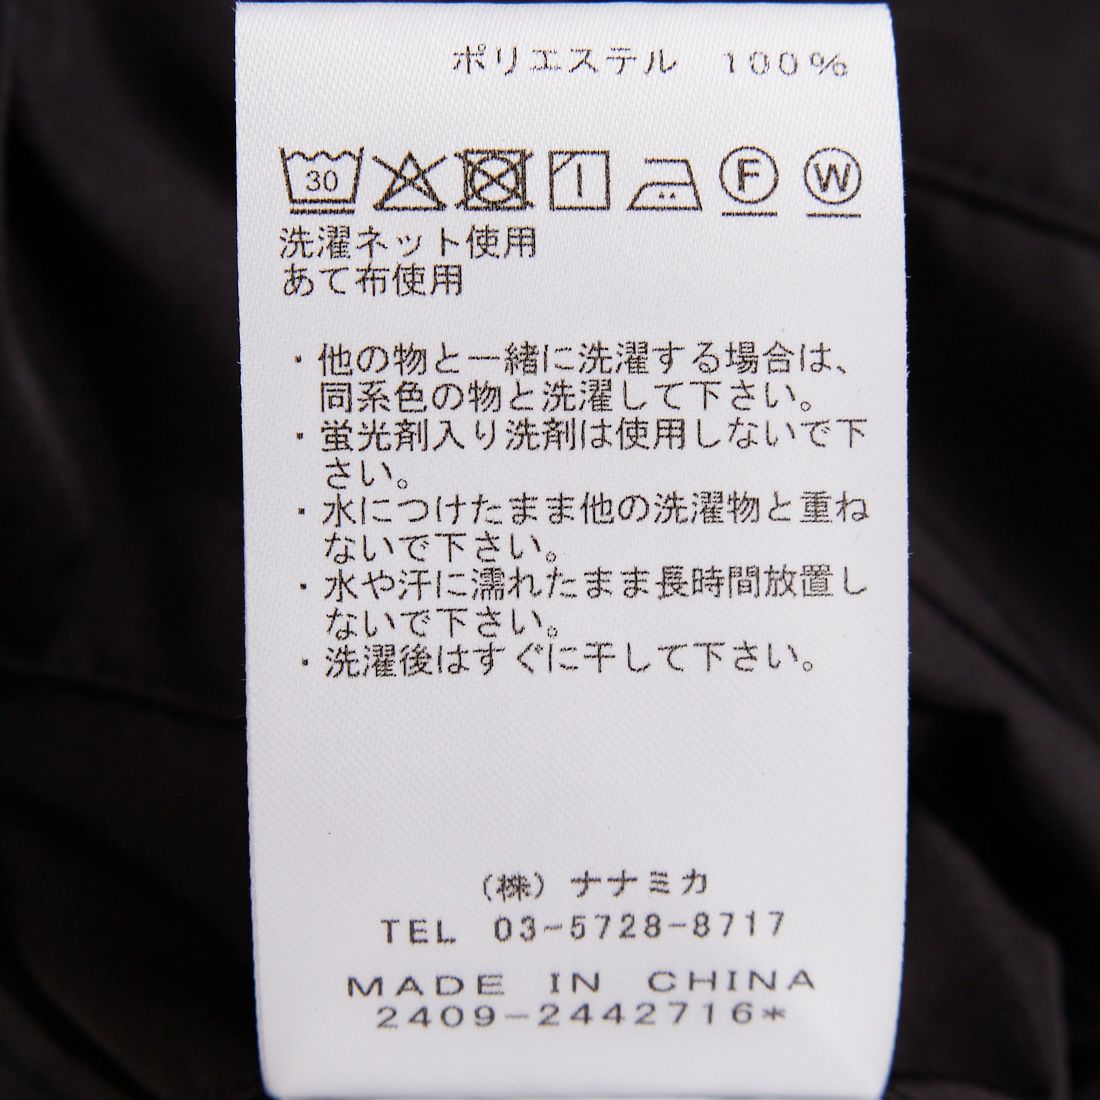 ポリエステル 100%
30
F W
洗濯ネット使用
あて布使用
・他の物と一緒に洗濯する場合は、
同系色の物と洗濯して下さい。
・蛍光剤入り洗剤は使用しないで下
さい。
・水につけたまま他の洗濯物と重ね
ないで下さい。
・水や汗に濡れたまま長時間放置し
ないで下さい。
・洗濯後はすぐに干して下さい。
(株)ナナミカ
TEL 03-5728-8717
MADE IN CHINA
2409-2442716*